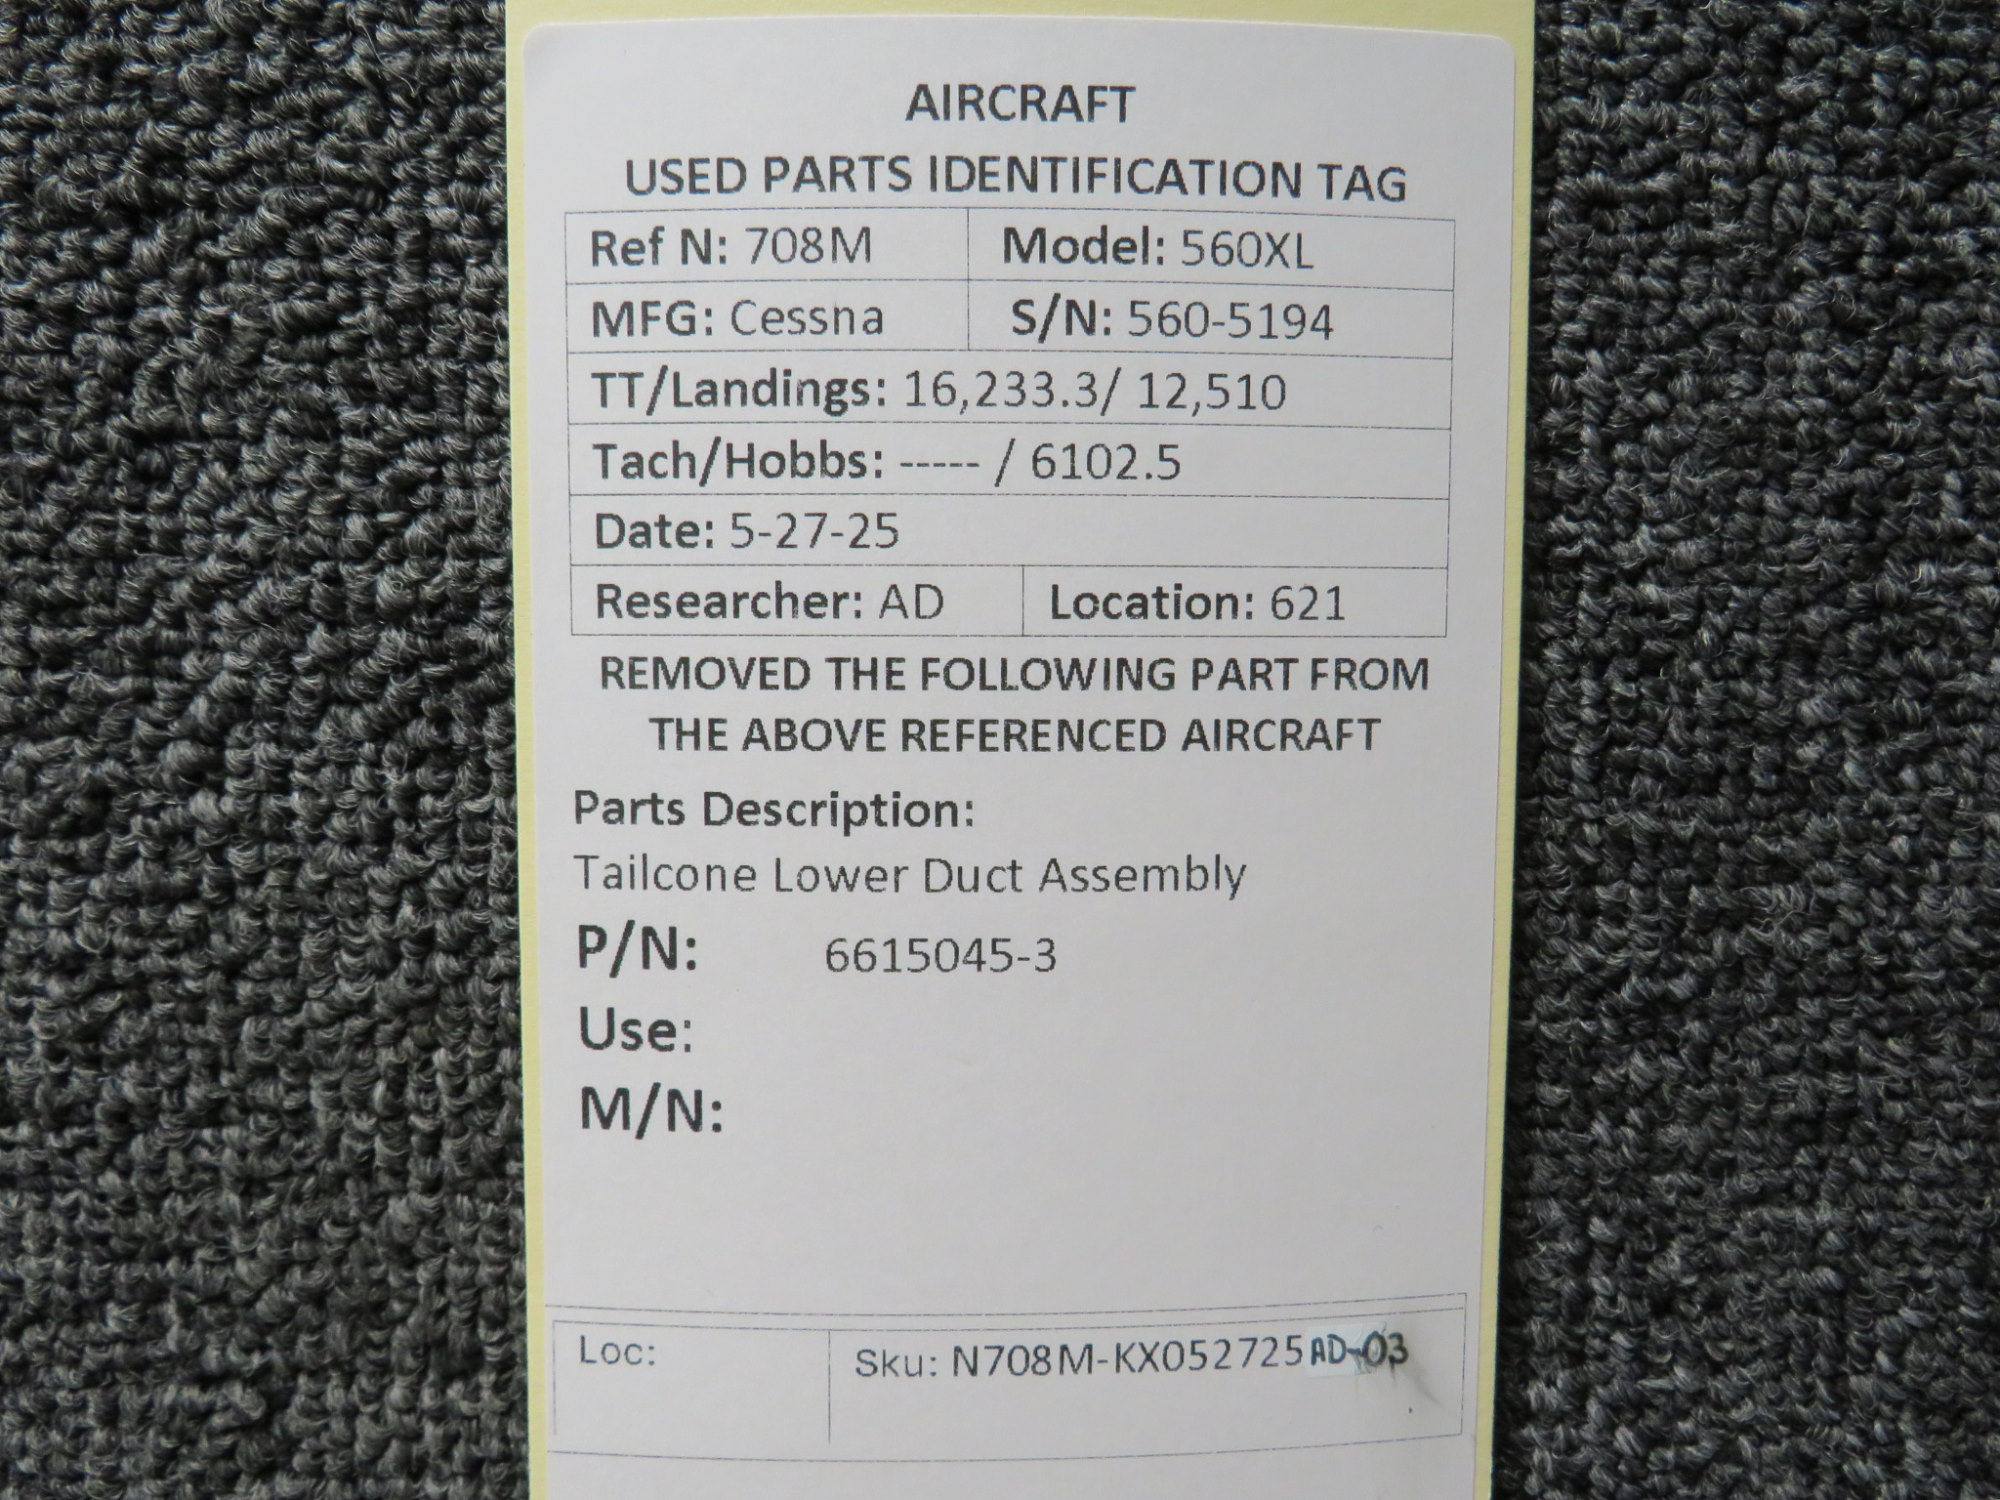 AIRCRAFT
USED PARTS IDENTIFICATION TAG
Ref N: 708M Model: 560XL
MFG: Cessna S/N: 560-5194
TT/Landings: 16,233.3/ 12,510
Tach/Hobbs: ----- / 6102.5
Date: 5-27-25
Researcher: AD Location: 621
REMOVED THE FOLLOWING PART FROM
THE ABOVE REFERENCED AIRCRAFT
Parts Description:
Tailcone Lower Duct Assembly
P/N: 6615045-3
Use:
M/N:
Loc: Sku: N708M-KX052725AD-03